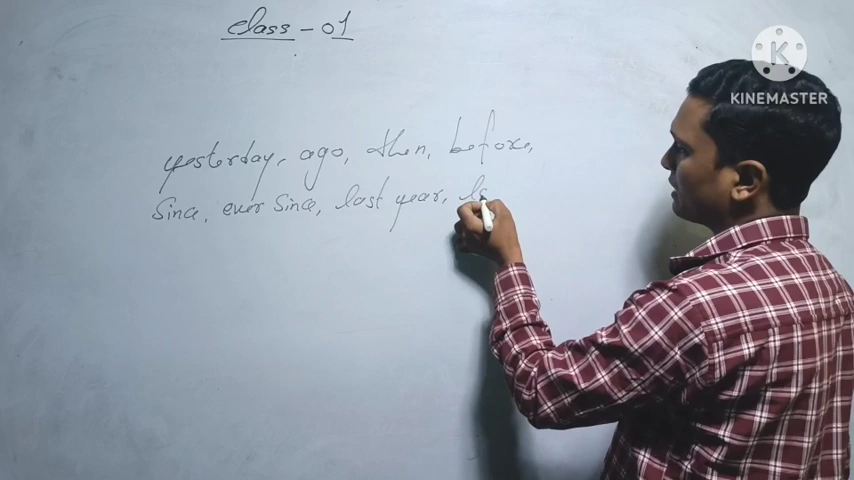 Class - 01
K
KINEMASTER
yesterday, ago, then, before,
Since, ever Since, last year,